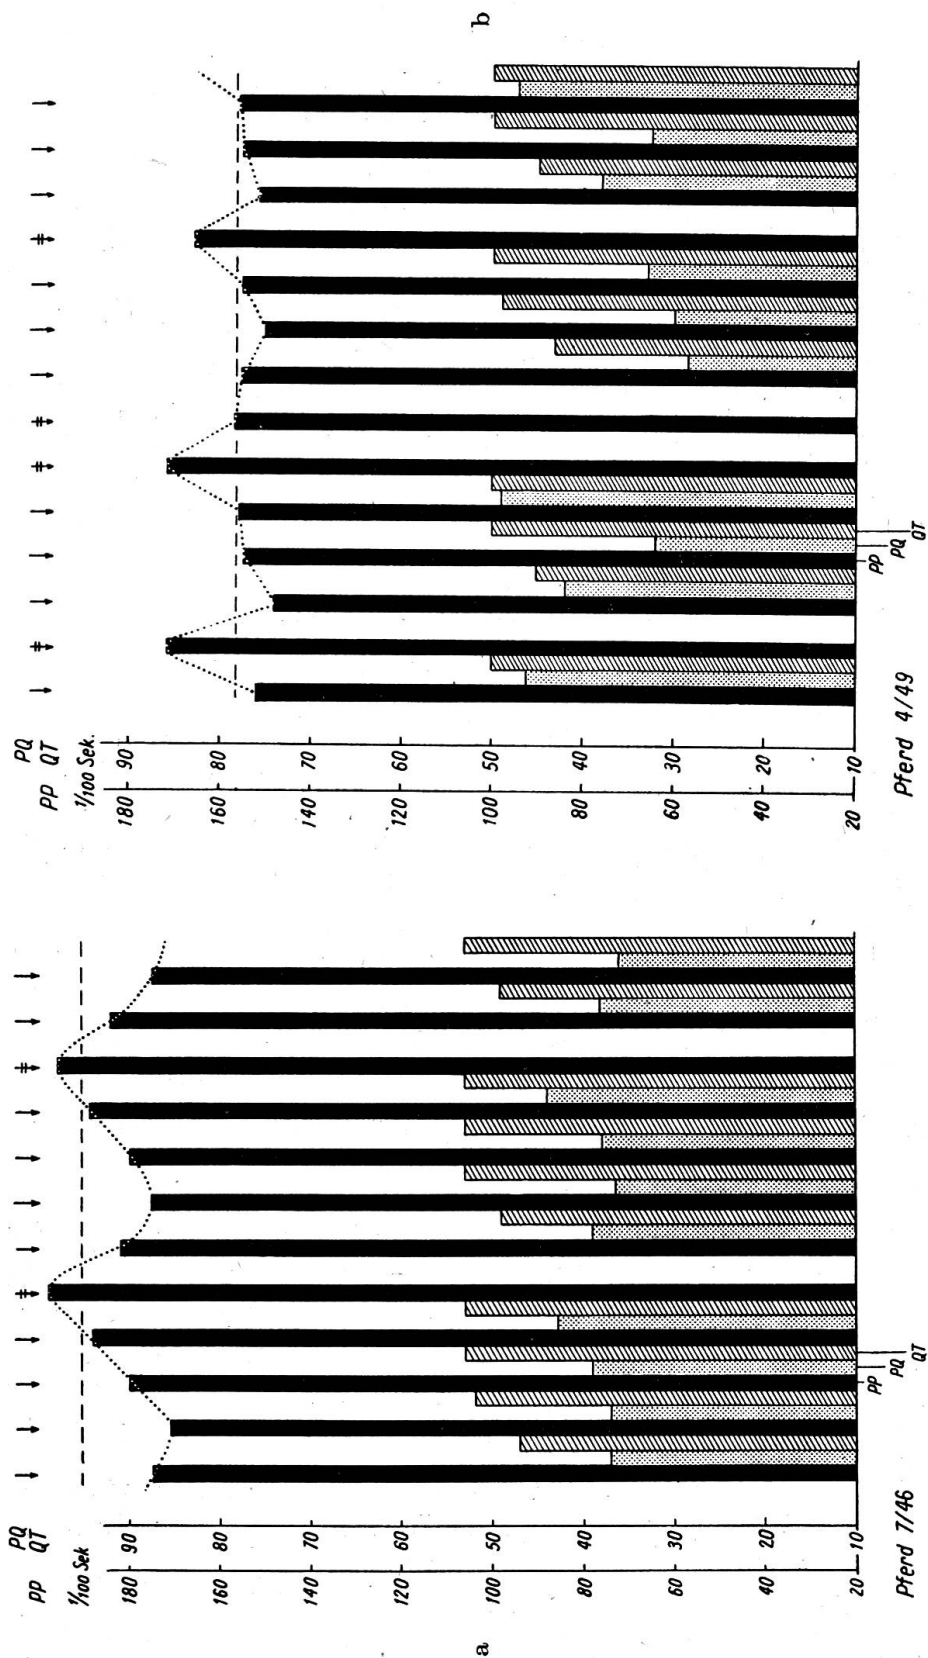 a
PP PQ
QT
1/100 Sek
180 90
160 80
140 70
120 60
100 50
80 40
60 30
40 20
20 10
PP
PQ
QT
Pferd 7/46
b
PP PQ
QT
1/100 Sek.
180 90
160 80
140 70
120 60
100 50
80 40
60 30
40 20
20 10
PP
PQ
QT
Pferd 4/49